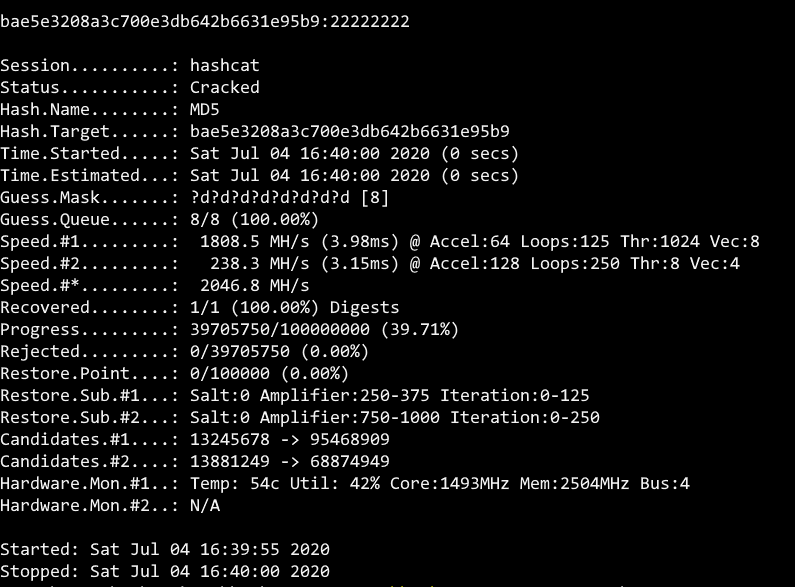 bae5e3208a3c700e3db642b6631e95b9:22222222
Session..........: hashcat
Status...........: Cracked
Hash.Name........: MD5
Hash.Target......: bae5e3208a3c700e3db642b6631e95b9
Time.Started.....: Sat Jul 04 16:40:00 2020 (0 secs)
Time.Estimated...: Sat Jul 04 16:40:00 2020 (0 secs)
Guess.Mask.......: ?d?d?d?d?d?d?d?d [8]
Guess.Queue......: 8/8 (100.00%)
Speed.#1.........:  1808.5 MH/s (3.98ms) @ Accel:64 Loops:125 Thr:1024 Vec:8
Speed.#2.........:   238.3 MH/s (3.15ms) @ Accel:128 Loops:250 Thr:8 Vec:4
Speed.#*.........:  2046.8 MH/s
Recovered........: 1/1 (100.00%) Digests
Progress.........: 39705750/100000000 (39.71%)
Rejected.........: 0/39705750 (0.00%)
Restore.Point....: 0/100000 (0.00%)
Restore.Sub.#1...: Salt:0 Amplifier:250-375 Iteration:0-125
Restore.Sub.#2...: Salt:0 Amplifier:750-1000 Iteration:0-250
Candidates.#1....: 13245678 -> 95468909
Candidates.#2....: 13881249 -> 68874949
Hardware.Mon.#1..: Temp: 54c Util: 42% Core:1493MHz Mem:2504MHz Bus:4
Hardware.Mon.#2..: N/A
Started: Sat Jul 04 16:39:55 2020
Stopped: Sat Jul 04 16:40:00 2020